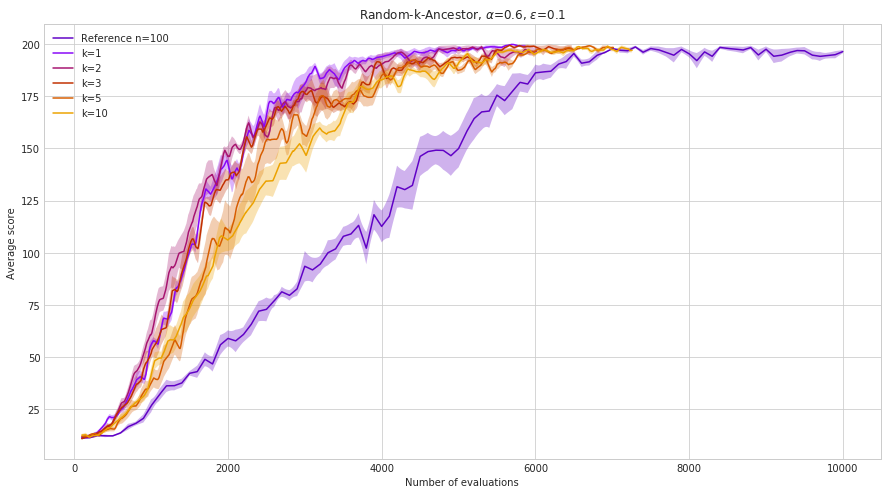 Random-k-Ancestor, α=0.6, ε=0.1
Reference n=100
k=1
k=2
k=3
k=5
k=10
Average score
200
175
150
125
100
75
50
25
0
2000
4000
6000
8000
10000
Number of evaluations